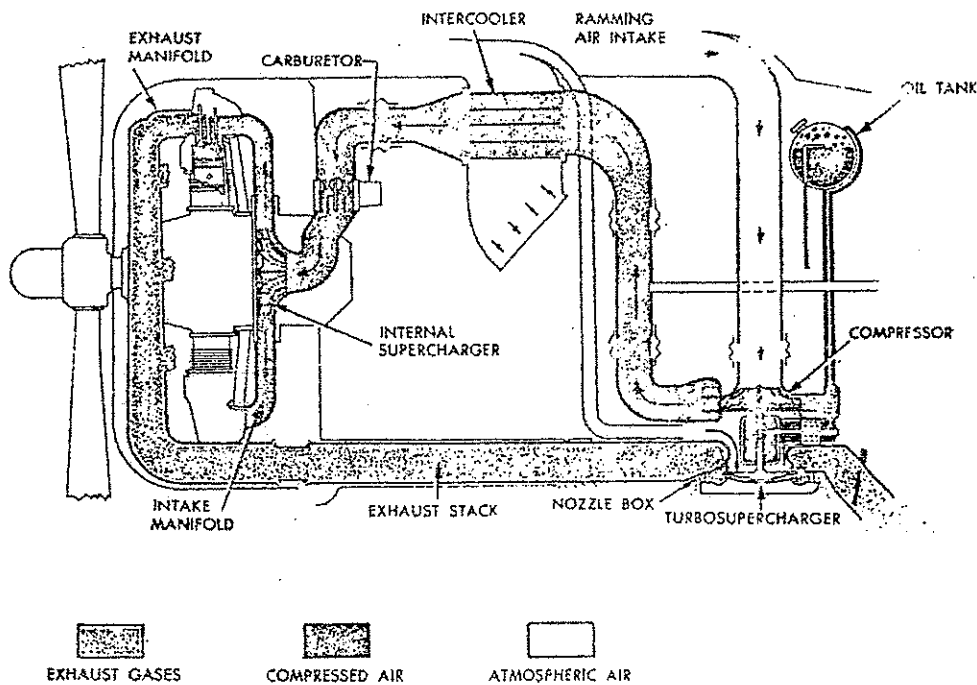 INTERCOOLER
RAMMING
AIR INTAKE
EXHAUST
MANIFOLD
CARBURETOR
OIL TANK
INTERNAL
SUPERCHARGER
COMPRESSOR
INTAKE
MANIFOLD
EXHAUST STACK
NOZZLE BOX
TURBOSUPERCHARGER
EXHAUST GASES
COMPRESSED AIR
ATMOSPHERIC AIR